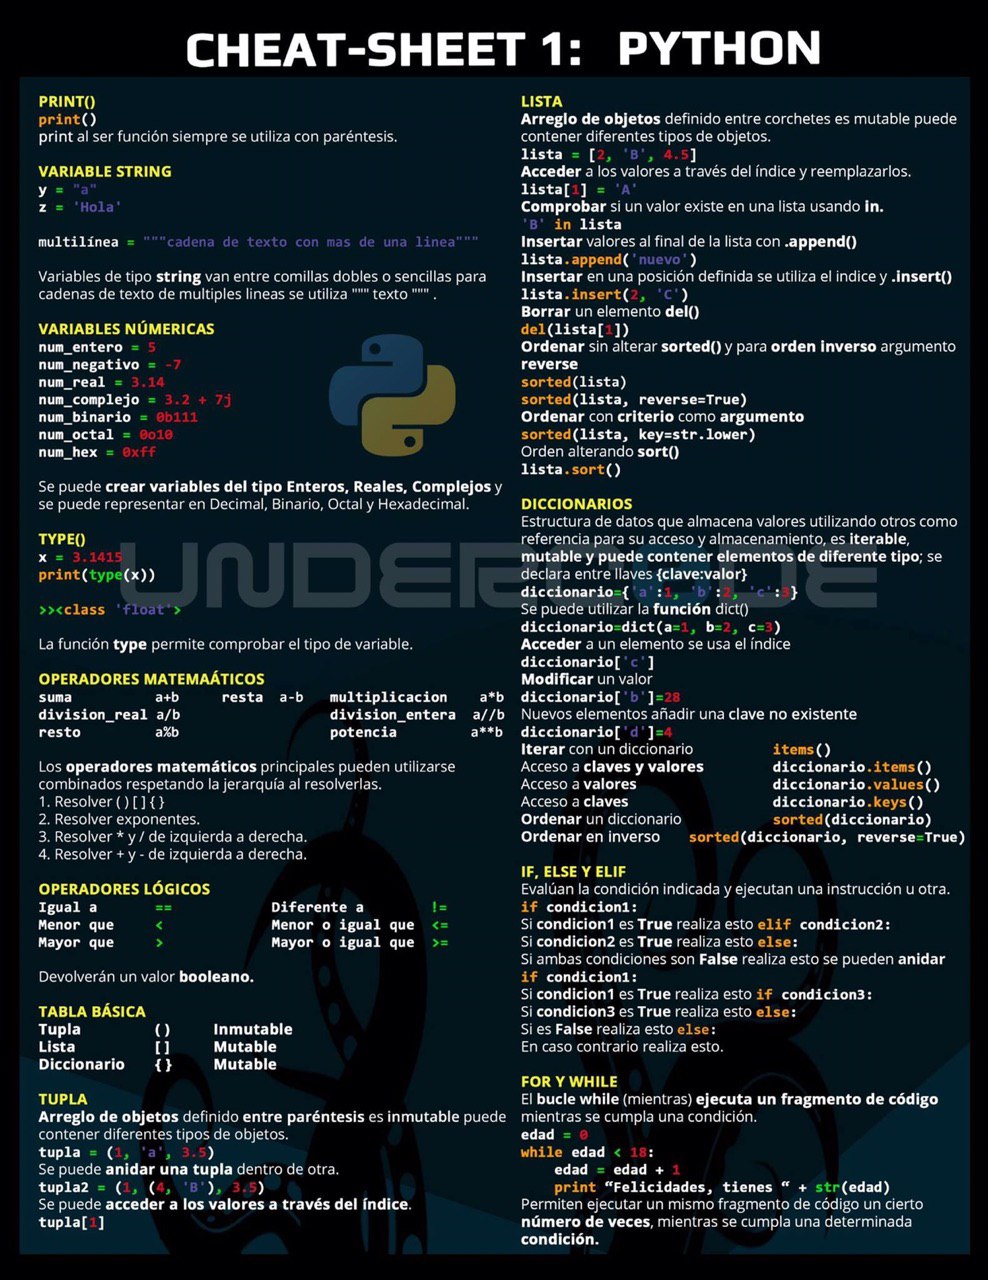 CHEAT-SHEET 1: PYTHON
PRINT()
print()
print al ser función siempre se utiliza con paréntesis.
VARIABLE STRING
y = "a"
z = 'Hola'
multilínea = """cadena de texto con mas de una linea"""
Variables de tipo string van entre comillas dobles o sencillas para
cadenas de texto de multiples lineas se utiliza """ texto """ .
VARIABLES NÚMERICAS
num_entero = 5
num_negativo = -7
num_real = 3.14
num_complejo = 3.2 + 7j
num_binario = 0b111
num_octal = 0o10
num_hex = 0xff
Se puede crear variables del tipo Enteros, Reales, Complejos y
se puede representar en Decimal, Binario, Octal y Hexadecimal.
TYPE()
x = 3.1415
print(type(x))
>><class 'float'>
La función type permite comprobar el tipo de variable.
OPERADORES MATEMAÁTICOS
suma a+b resta a-b multiplicacion a*b
division_real a/b division_entera a//b
resto a%b potencia a**b
Los operadores matemáticos principales pueden utilizarse
combinados respetando la jerarquía al resolverlas.
1. Resolver ( ) [ ] { }
2. Resolver exponentes.
3. Resolver * y / de izquierda a derecha.
4. Resolver + y - de izquierda a derecha.
OPERADORES LÓGICOS
Igual a == Diferente a !=
Menor que < Menor o igual que <=
Mayor que > Mayor o igual que >=
Devolverán un valor booleano.
TABLA BÁSICA
Tupla ( ) Inmutable
Lista [ ] Mutable
Diccionario { } Mutable
TUPLA
Arreglo de objetos definido entre paréntesis es inmutable puede
contener diferentes tipos de objetos.
tupla = (1, 'a', 3.5)
Se puede anidar una tupla dentro de otra.
tupla2 = (1, (4, 'B'), 3.5)
Se puede acceder a los valores a través del índice.
tupla[1]
LISTA
Arreglo de objetos definido entre corchetes es mutable puede
contener diferentes tipos de objetos.
lista = [2, 'B', 4.5]
Acceder a los valores a través del índice y reemplazarlos.
lista[1] = 'A'
Comprobar si un valor existe en una lista usando in.
'B' in lista
Insertar valores al final de la lista con .append()
lista.append('nuevo')
Insertar en una posición definida se utiliza el indice y .insert()
lista.insert(2, 'C')
Borrar un elemento del()
del(lista[1])
Ordenar sin alterar sorted() y para orden inverso argumento
reverse
sorted(lista)
sorted(lista, reverse=True)
Ordenar con criterio como argumento
sorted(lista, key=str.lower)
Orden alterando sort()
lista.sort()
DICCIONARIOS
Estructura de datos que almacena valores utilizando otros como
referencia para su acceso y almacenamiento, es iterable,
mutable y puede contener elementos de diferente tipo; se
declara entre llaves {clave:valor}
diccionario={'a':1, 'b':2, 'c':3}
Se puede utilizar la función dict()
diccionario=dict(a=1, b=2, c=3)
Acceder a un elemento se usa el índice
diccionario['c']
Modificar un valor
diccionario['b']=28
Nuevos elementos añadir una clave no existente
diccionario['d']=4
Iterar con un diccionario items()
Acceso a claves y valores diccionario.items()
Acceso a valores diccionario.values()
Acceso a claves diccionario.keys()
Ordenar un diccionario sorted(diccionario)
Ordenar en inverso sorted(diccionario, reverse=True)
IF, ELSE Y ELIF
Evalúan la condición indicada y ejecutan una instrucción u otra.
if condicion1:
Si condicion1 es True realiza esto elif condicion2:
Si condicion2 es True realiza esto else:
Si ambas condiciones son False realiza esto se pueden anidar
if condicion1:
Si condicion1 es True realiza esto if condicion3:
Si condicion3 es True realiza esto else:
Si es False realiza esto else:
En caso contrario realiza esto.
FOR Y WHILE
El bucle while (mientras) ejecuta un fragmento de código
mientras se cumpla una condición.
edad = 0
while edad < 18:
edad = edad + 1
print “Felicidades, tienes “ + str(edad)
Permiten ejecutar un mismo fragmento de código un cierto
número de veces, mientras se cumpla una determinada
condición.
UNDERCODE